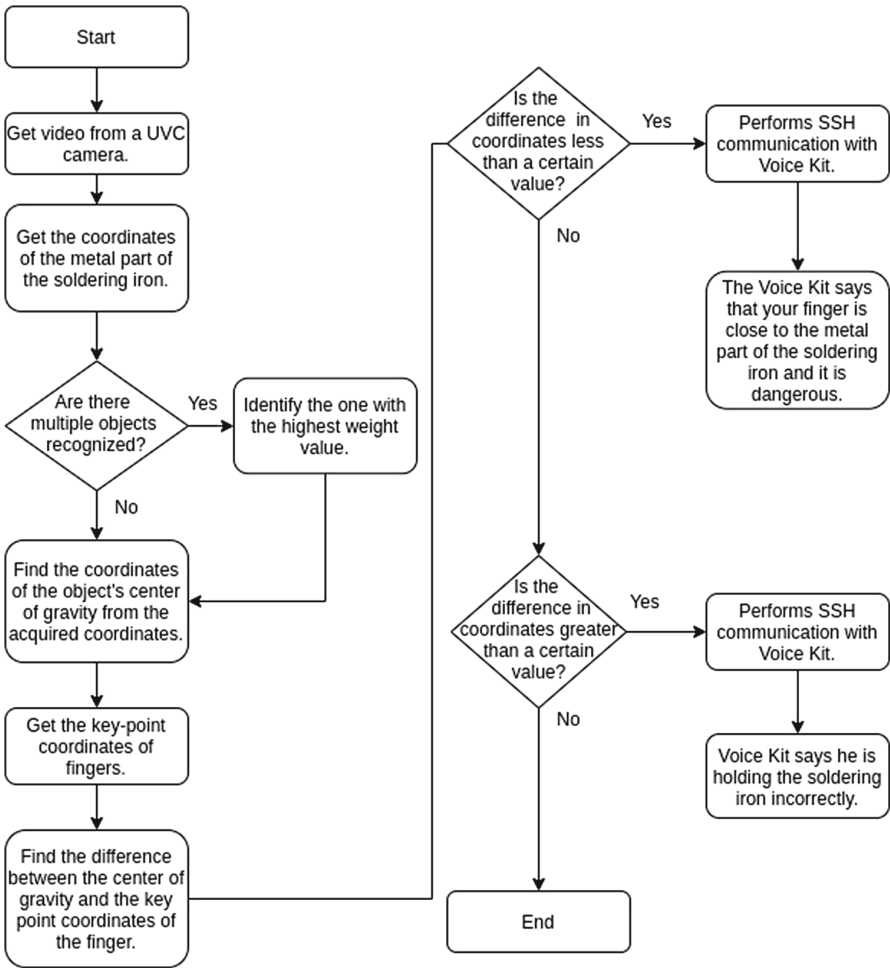 Start
Get video from a UVC
camera.
Get the coordinates
of the metal part of
the soldering iron.
Are there
multiple objects
recognized?
Yes
Identify the one with
the highest weight
value.
No
Find the coordinates
of the object's center
of gravity from the
acquired coordinates.
Get the key-point
coordinates of
fingers.
Find the difference
between the center of
gravity and the key
point coordinates of
the finger.
Is the
difference in
coordinates less
than a certain
value?
Yes
Performs SSH
communication with
Voice Kit.
The Voice Kit says
that your finger is
close to the metal
part of the soldering
iron and it is
dangerous.
No
Is the
difference in
coordinates greater
than a certain
value?
Yes
Performs SSH
communication with
Voice Kit.
Voice Kit says he is
holding the soldering
iron incorrectly.
No
End